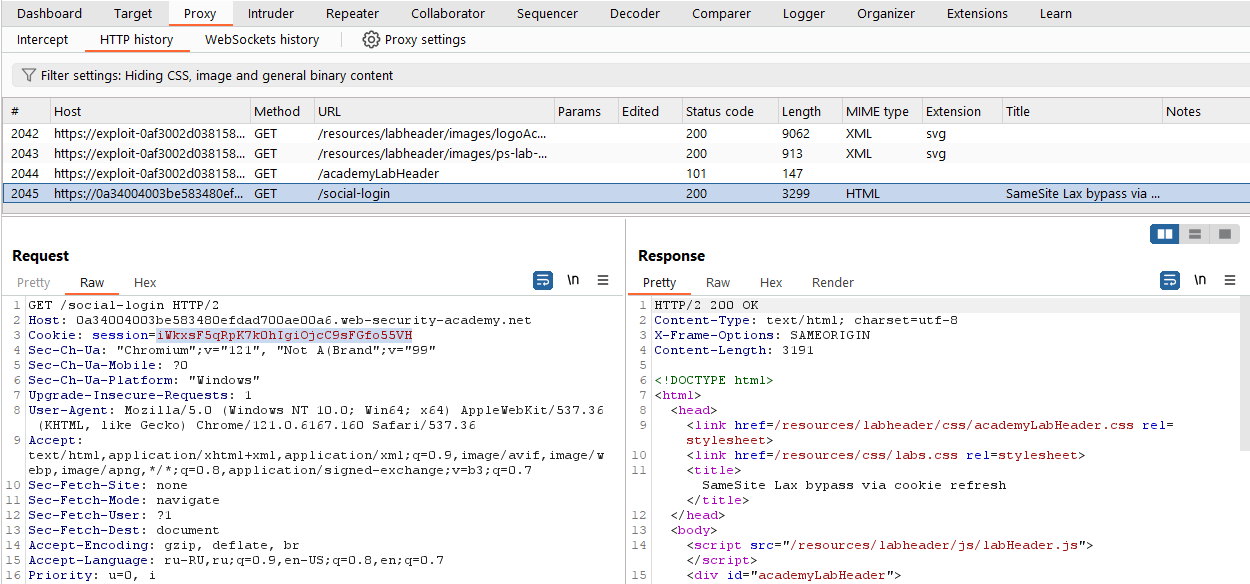 Dashboard Target Proxy Intruder Repeater Collaborator Sequencer Decoder Comparer Logger Organizer Extensions Learn
Intercept HTTP history WebSockets history Proxy settings
Filter settings: Hiding CSS, image and general binary content
# Host Method URL Params Edited Status code Length MIME type Extension Title Notes
2042 https://exploit-0af3002d038158... GET /resources/labheader/images/logoAc... 200 9062 XML svg
2043 https://exploit-0af3002d038158... GET /resources/labheader/images/ps-lab-... 200 913 XML svg
2044 https://exploit-0af3002d038158... GET /academyLabHeader 101 147
2045 https://0a34004003be583480ef... GET /social-login 200 3299 HTML SameSite Lax bypass via ...
Request
Pretty Raw Hex \n
1 GET /social-login HTTP/2
2 Host: 0a34004003be583480efdad700ae00a6.web-security-academy.net
3 Cookie: session=iWkxsF5qRpK7kOhIgiOjcC9sFGfo55VH
4 Sec-Ch-Ua: "Chromium";v="121", "Not A(Brand";v="99"
5 Sec-Ch-Ua-Mobile: ?0
6 Sec-Ch-Ua-Platform: "Windows"
7 Upgrade-Insecure-Requests: 1
8 User-Agent: Mozilla/5.0 (Windows NT 10.0; Win64; x64) AppleWebKit/537.36
(KHTML, like Gecko) Chrome/121.0.6167.160 Safari/537.36
9 Accept:
text/html,application/xhtml+xml,application/xml;q=0.9,image/avif,image/w
ebp,image/apng,*/*;q=0.8,application/signed-exchange;v=b3;q=0.7
10 Sec-Fetch-Site: none
11 Sec-Fetch-Mode: navigate
12 Sec-Fetch-User: ?1
13 Sec-Fetch-Dest: document
14 Accept-Encoding: gzip, deflate, br
15 Accept-Language: ru-RU,ru;q=0.9,en-US;q=0.8,en;q=0.7
16 Priority: u=0, i
Response
Pretty Raw Hex Render \n
1 HTTP/2 200 OK
2 Content-Type: text/html; charset=utf-8
3 X-Frame-Options: SAMEORIGIN
4 Content-Length: 3191
5
6 <!DOCTYPE html>
7 <html>
8 <head>
9 <link href=/resources/labheader/css/academyLabHeader.css rel=
stylesheet>
10 <link href=/resources/css/labs.css rel=stylesheet>
11 <title>
SameSite Lax bypass via cookie refresh
</title>
12 </head>
13 <body>
14 <script src="/resources/labheader/js/labHeader.js">
</script>
15 <div id="academyLabHeader">